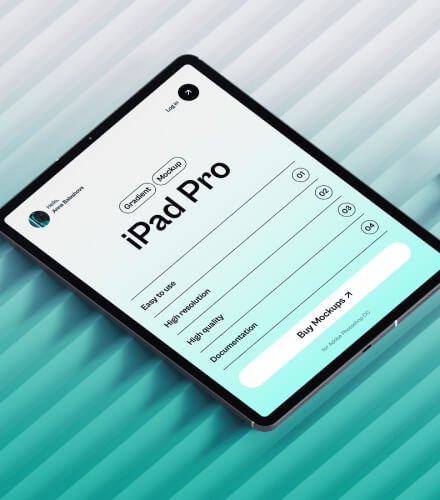 Hello,
Anna Balashova
Log in
Gradient
Mockup
iPad Pro
Easy to use
01
High resolution
02
High quality
03
Documentation
04
Buy Mockups
for Adobe Photoshop CC